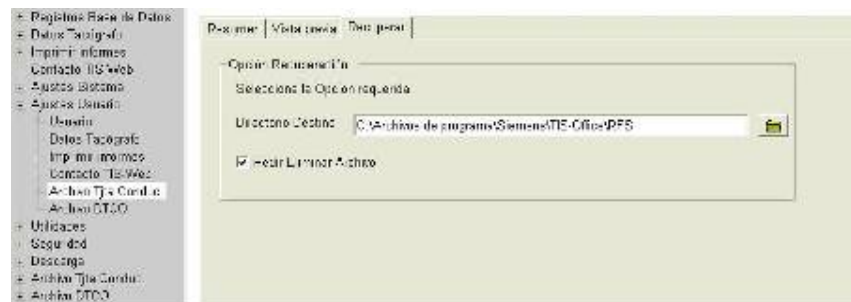 Registros Base de Datos
Datos Tacógrafo
Imprimir informes
Contacto TIS-Web
Ajustes Sistema
Ajustes Usuario
Usuario
Datos Tacógrafo
Imprimir informes
Contacto TIS-Web
Archivo Tjta Conduc
Archivo DTCO
Utilidades
Seguridad
Descarga
Archivo Tjta Conduc
Archivo DTCO
Resumen Vista previa Recuperar
Opción Recuperación
Seleccione la Opción requerida
Directorio Destino C:\Archivos de programa\Siemens\TIS-Office\RES
Pedir Eliminar Archivo